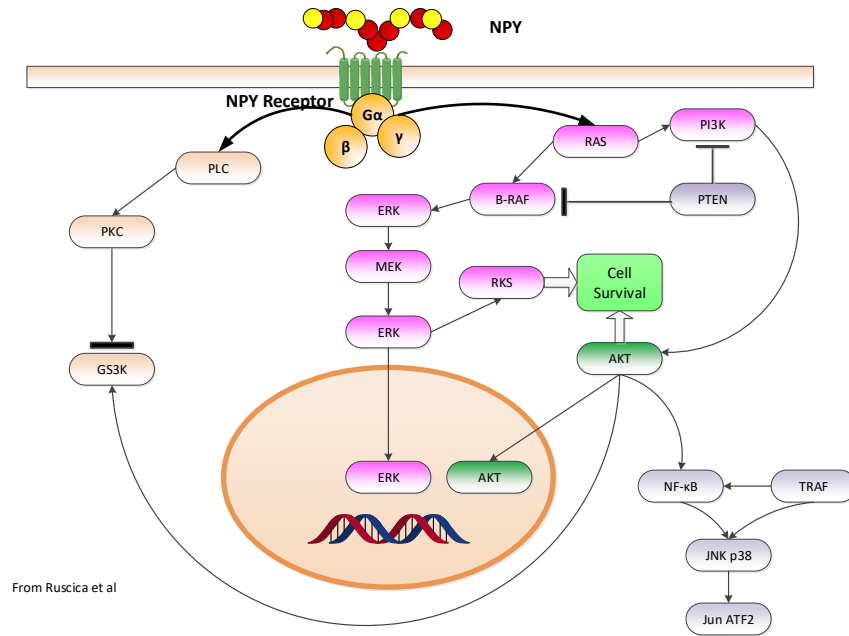 NPY
NPY Receptor
Gα
β
γ
PLC
RAS
PI3K
PKC
ERK
B-RAF
PTEN
MEK
RKS
Cell
Survival
ERK
GS3K
AKT
ERK
AKT
NF-κB
TRAF
JNK p38
From Ruscica et al
Jun ATF2